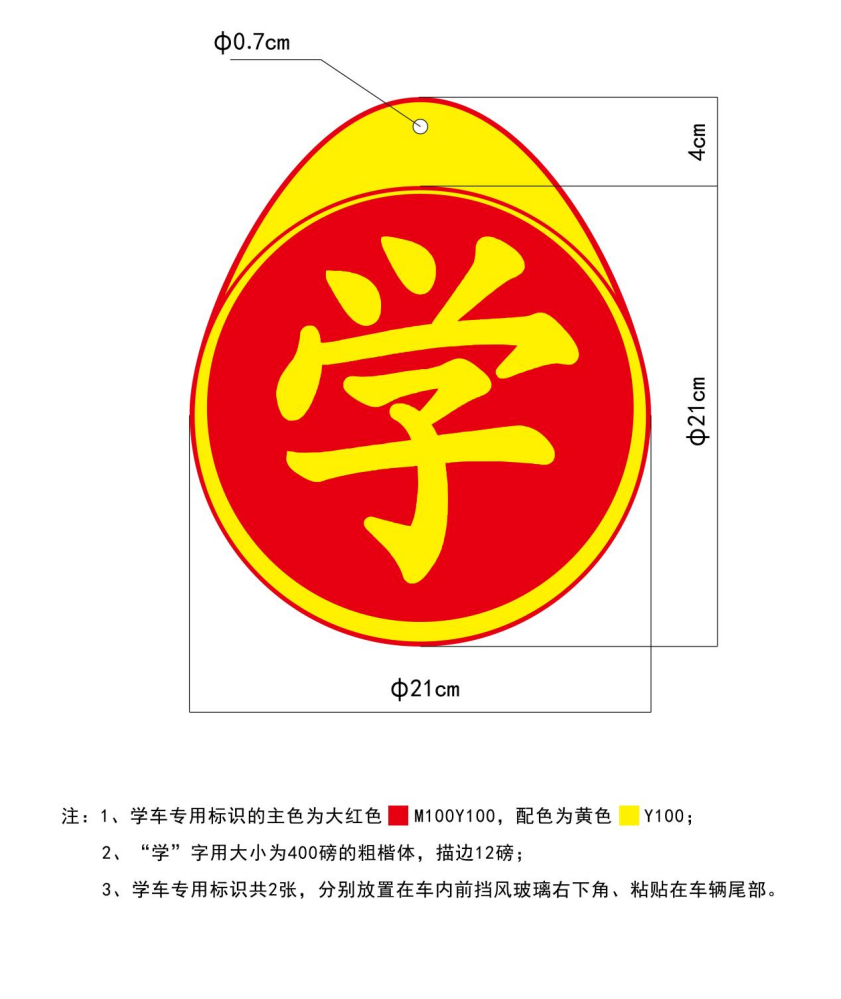 φ0.7cm
4cm
学
φ21cm
φ21cm
注：1、学车专用标识的主色为大红色 M100Y100，配色为黄色 Y100；
2、“学”字用大小为400磅的粗楷体，描边12磅；
3、学车专用标识共2张，分别放置在车内前挡风玻璃右下角、粘贴在车辆尾部。